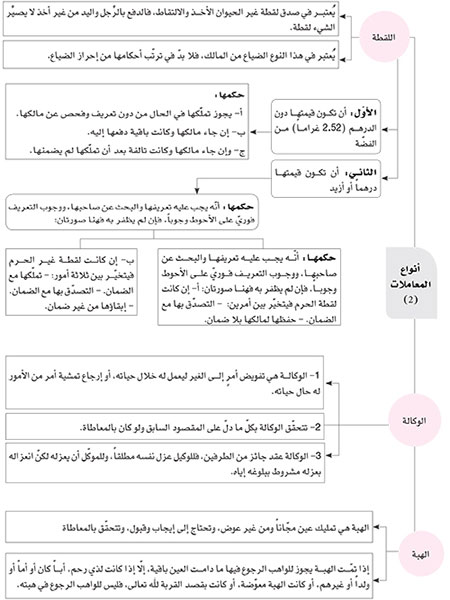 اللقطة
يُعتبـر في صدق لقطة غير الحيوان الأخـذ والالتقاط، فالدفع بالرِّجل واليد من غير أخذ لا يصيِّر
الشيء لقطة.
يُعتبر في هذا النوع الضياع من المالك، فلا بدّ في ترتّب أحكامها من إحراز الضياع.
الأوّل: أن تكون قيمتها دون
الدرهم (2.52 غراماً) من
الفضّة
حكمها:
أ- يجوز تملّكها في الحال من دون تعريف وفحص عن مالكها.
ب- إن جاء مالكها وكانت باقية دفعها إليه.
ج- وإن جاء مالكها وكانت تالفة بعد أن تملّكها لم يضمنها.
الثاني: أن تكون قيمتها
درهماً أو أزيد
حكمها: أنّه يجب عليه تعريفها والبحث عن صاحبها، ووجوب التعريف
فوريّ على الأحوط وجوباً، فإن لم يظفر به فهنا صورتان:
حكمها: أنّه يجب عليه تعريفها والبحث عن
صاحبها، ووجوب التعريف فوريّ على الأحوط
وجوباً، فإن لم يظفر به فهنا صورتان: أ- إن كانت
لقطة الحرم فيتخيّر بين أمرين: - التصدّق بها مع
الضمان. - حفظها لمالكها بلا ضمان.
ب- إن كانت لقطة غير الحرم
فيتخيّر بين ثلاثة أمور: - تملّكها مع
الضمان. - التصدّق بها مع الضمان.
- إبقاؤها من غير ضمان.
أنواع
المعاملات
(2)
الوكالة
1- الوكالة هي تفويض أمرٍ إلى الغير ليعمل له خلال حياته، أو إرجاع تمشية أمر من الأمور
له حال حياته.
2- تتحقّق الوكالة بكلّ ما دلّ على المقصود السابق ولو كان بالمعاطاة.
3- الوكالة عقد جائز من الطرفين، فللوكيل عزل نفسه مطلقاً، وللموكّل أن يعزله لكنّ انعزاله
بعزله مشروط ببلوغه إياه.
الهبة
الهبة هي تمليك عين مجّاناً ومن غير عوض، وتحتاج إلى إيجاب وقبول، وتتحقّق بالمعاطاة
إذا تمّت الهبـة يجوز للواهب الرجوع فيها ما دامت العين باقية، إلّا إذا كانت لذي رحم، أبـاً كان أو أماً أو
ولداً أو غيرهم، أو كانت الهبة معوّضة، أو كانت بقصد القربة لله تعالى، فليس للواهب الرجوع في هبته.